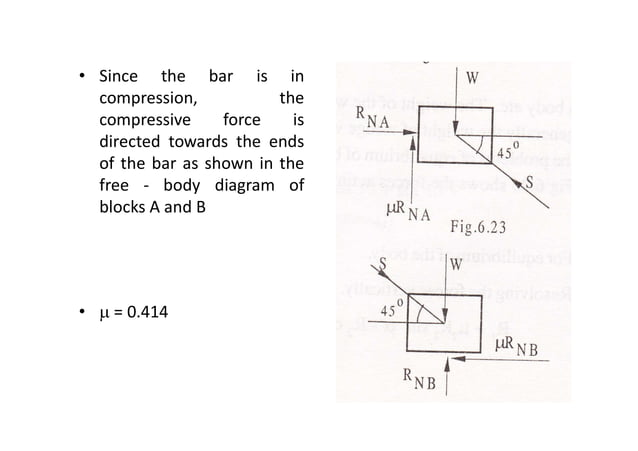 • Since the bar is in
compression, the
compressive force is
directed towards the ends
of the bar as shown in the
free - body diagram of
blocks A and B
• μ = 0.414
W
R NA
45⁰
S
μR NA
Fig.6.23
S
W
45⁰
μR NB
R NB